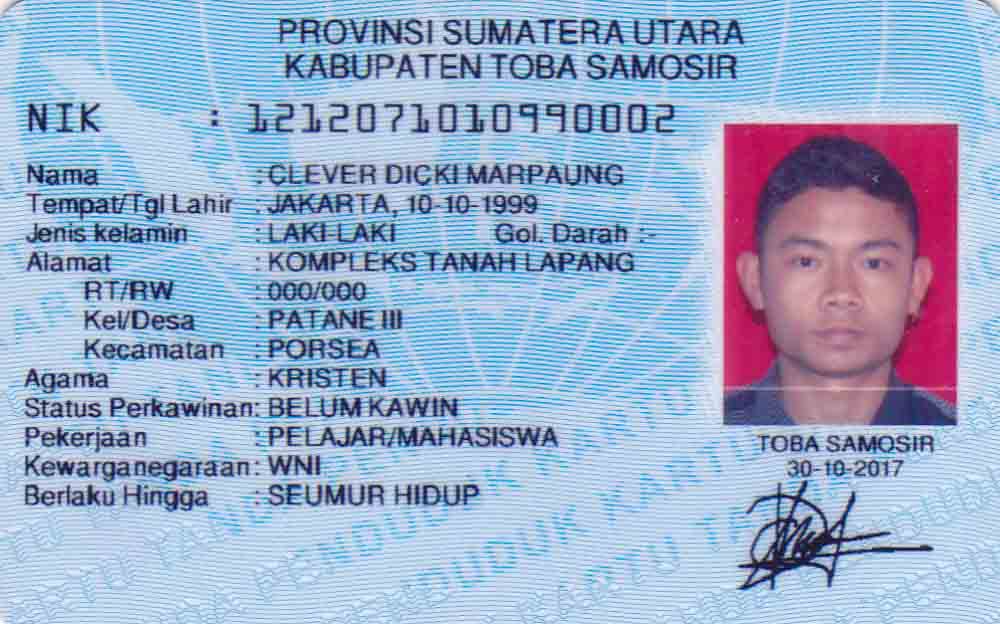 PROVINSI SUMATERA UTARA
KABUPATEN TOBA SAMOSIR
NIK : 1212071010990002
Nama : CLEVER DICKI MARPAUNG
Tempat/Tgl Lahir : JAKARTA, 10-10-1999
Jenis kelamin : LAKI-LAKI Gol. Darah :-
Alamat : KOMPLEKS TANAH LAPANG
RT/RW : 000/000
Kel/Desa : PATANE III
Kecamatan : PORSEA
Agama : KRISTEN
Status Perkawinan: BELUM KAWIN
Pekerjaan : PELAJAR/MAHASISWA
Kewarganegaraan: WNI
Berlaku Hingga : SEUMUR HIDUP
TOBA SAMOSIR
30-10-2017